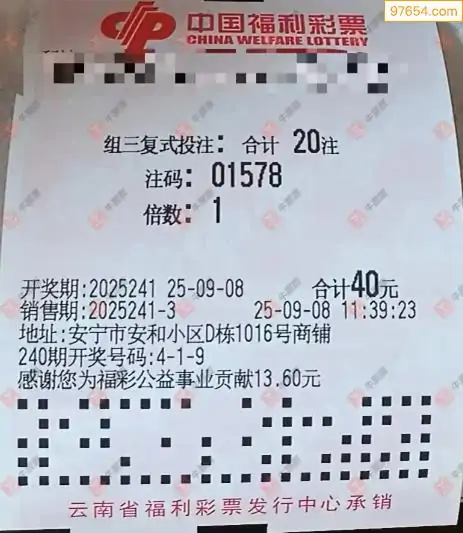 97654.com
中国福利彩票
CHINA WELFARE LOTTERY
组三复式投注: 合计 20注
注码: 01578
倍数: 1
开奖期:2025241 25-09-08 合计40元
销售期:2025241-3 25-09-08 11:39:23
地址:安宁市安和小区D栋1016号商铺
240期开奖号码:4-1-9
感谢您为福彩公益事业贡献13.60元
云南省福利彩票发行中心承销